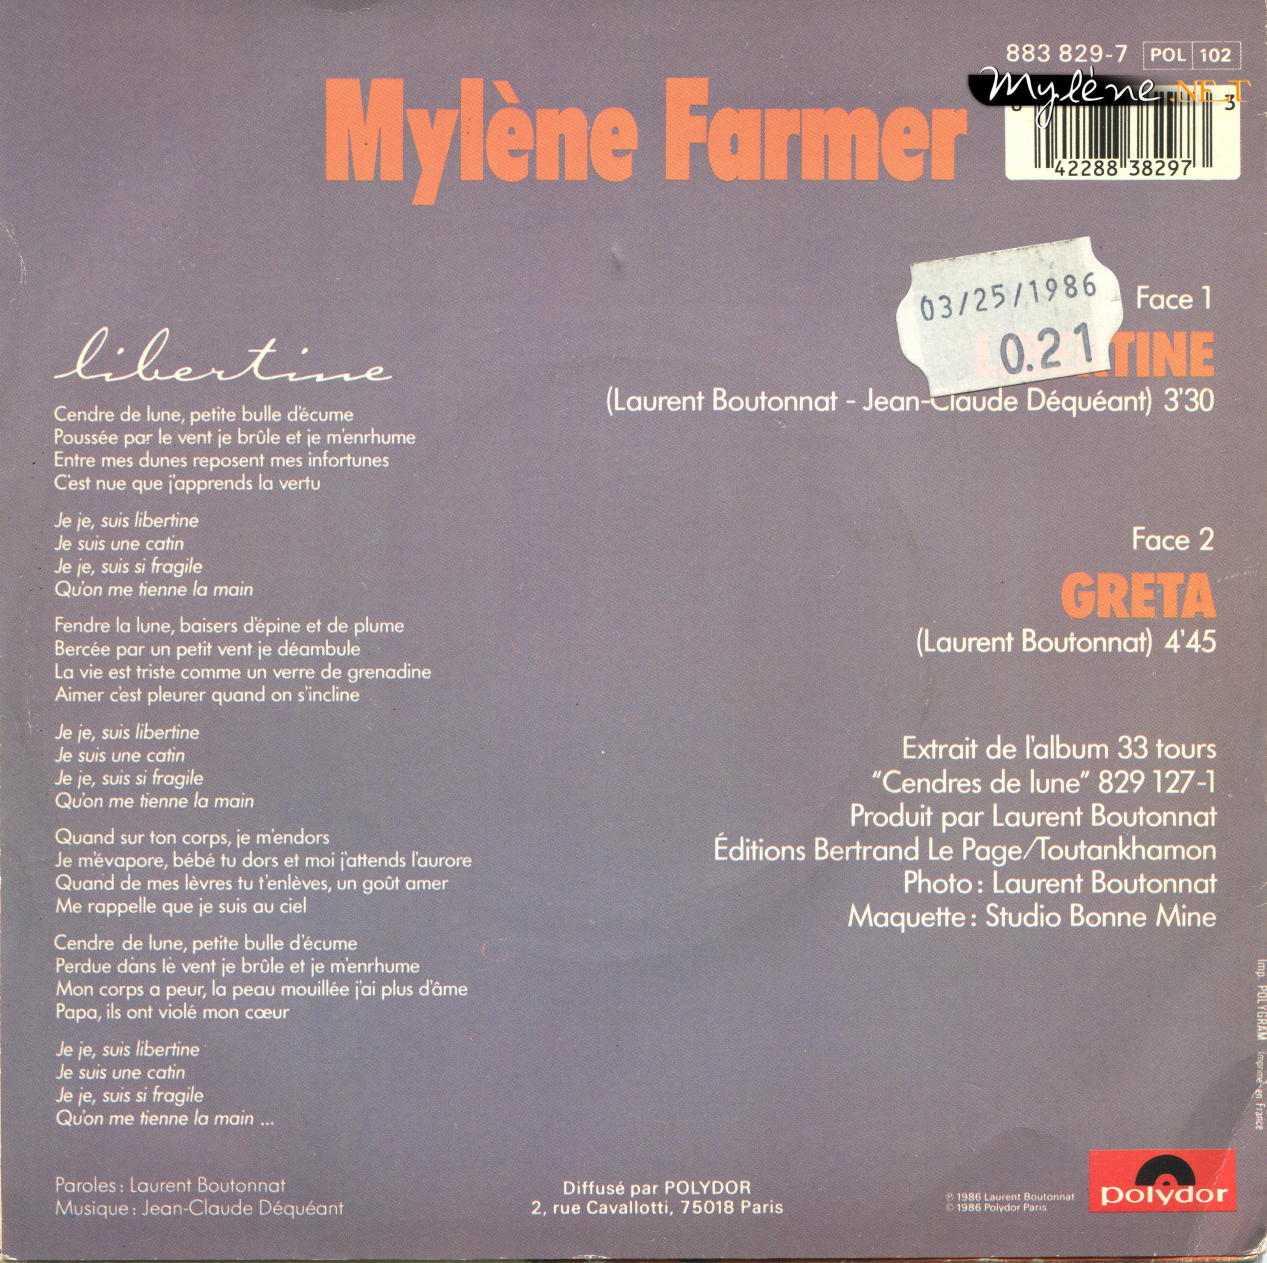 883 829-7 POL 102
Mylène.NET
Mylène Farmer
3
42288 38297
03/25/1986
0.21
Face 1
LIBERTINE
(Laurent Boutonnat - Jean-Claude Déquéant) 3'30
Face 2
GRETA
(Laurent Boutonnat) 4'45
Extrait de l'album 33 tours
"Cendres de lune" 829 127-1
Produit par Laurent Boutonnat
Éditions Bertrand Le Page/Toutankhamon
Photo : Laurent Boutonnat
Maquette : Studio Bonne Mine
libertine
Cendre de lune, petite bulle d'écume
Poussée par le vent je brûle et je m'enrhume
Entre mes dunes reposent mes infortunes
C'est nue que j'apprends la vertu
Je je, suis libertine
Je suis une catin
Je je, suis si fragile
Qu'on me tienne la main
Fendre la lune, baisers d'épine et de plume
Bercée par un petit vent je déambule
La vie est triste comme un verre de grenadine
Aimer c'est pleurer quand on s'incline
Je je, suis libertine
Je suis une catin
Je je, suis si fragile
Qu'on me tienne la main
Quand sur ton corps, je m'endors
Je m'évapore, bébé tu dors et moi j'attends l'aurore
Quand de mes lèvres tu t'enlèves, un goût amer
Me rappelle que je suis au ciel
Cendre de lune, petite bulle d'écume
Perdue dans le vent je brûle et je m'enrhume
Mon corps a peur, la peau mouillée j'ai plus d'âme
Papa, ils ont violé mon cœur
Je je, suis libertine
Je suis une catin
Je je, suis si fragile
Qu'on me tienne la main ...
Paroles : Laurent Boutonnat
Musique : Jean-Claude Déquéant
Diffusé par POLYDOR
2, rue Cavallotti, 75018 Paris
℗ 1986 Laurent Boutonnat
© 1986 Polydor Paris
polydor
Imp. POLYGRAM Imprimé en France